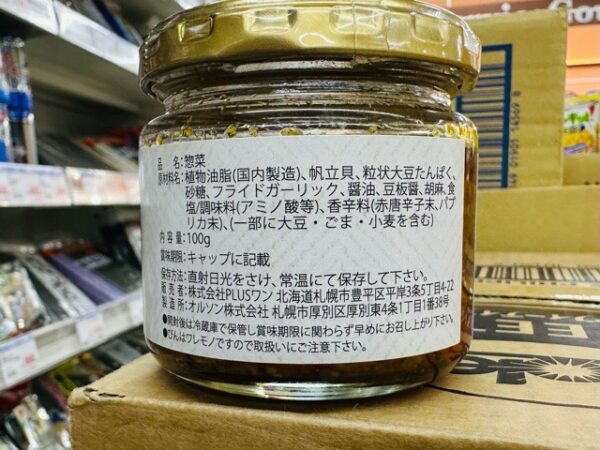 品名:惣菜
原材料名:植物油脂(国内製造)、帆立貝、粒状大豆たんぱく、
砂糖、フライドガーリック、醤油、豆板醤、胡麻、食
塩/調味料(アミノ酸等)、香辛料(赤唐辛子末、パプ
リカ末)、(一部に大豆・ごま・小麦を含む)
内容量:100g
賞味期限:キャップに記載
保存方法:直射日光をさけ、常温にて保存して下さい。
販売者:株式会社PLUSワン 北海道札幌市豊平区平岸3条5丁目4-22
製造所:オルソン株式会社 札幌市厚別区厚別東4条1丁目1番38号
●開封後は冷蔵庫で保管し賞味期限に関わらず早めにお召し上がり下さい。
●びんはワレモノですので取扱いにご注意下さい。